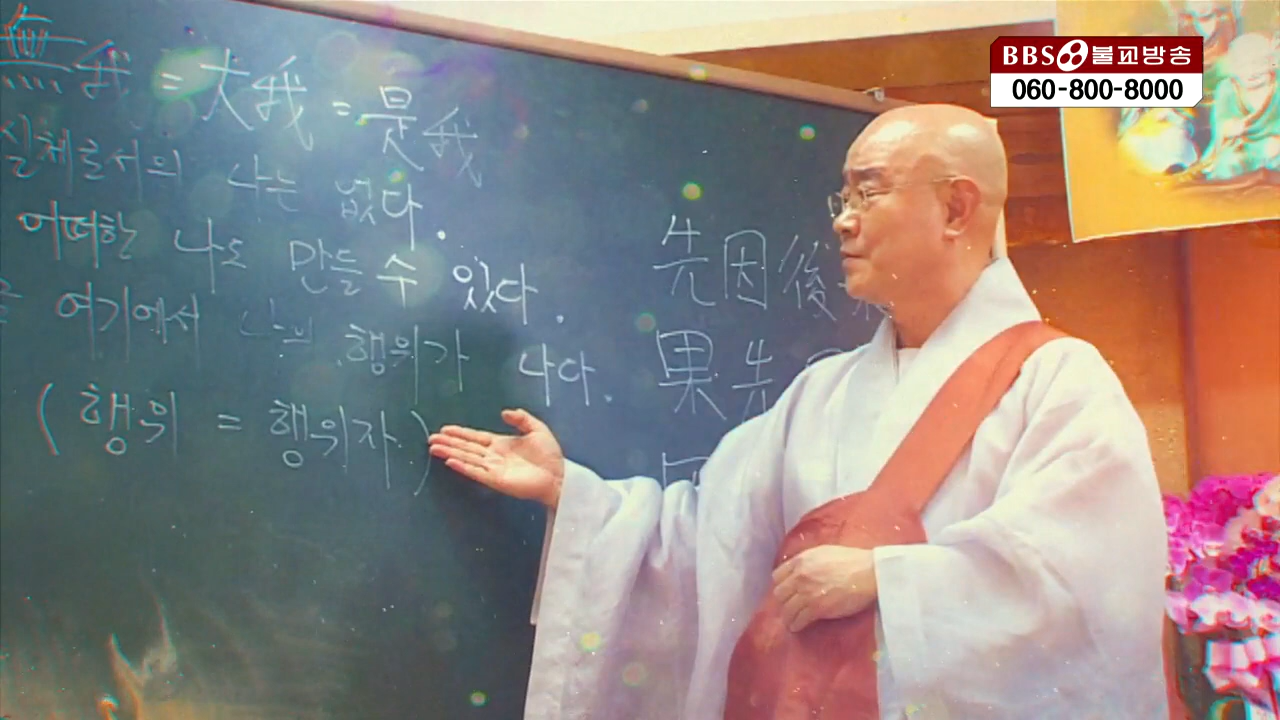 無我 = 大我 = 是我
실체로서의 나는 없다.
어떠한 나도 만들 수 있다.
여기에서 나의 행위가 나다.
(행위 = 행위자)
先因後
果 先
BBS 불교방송
060-800-8000